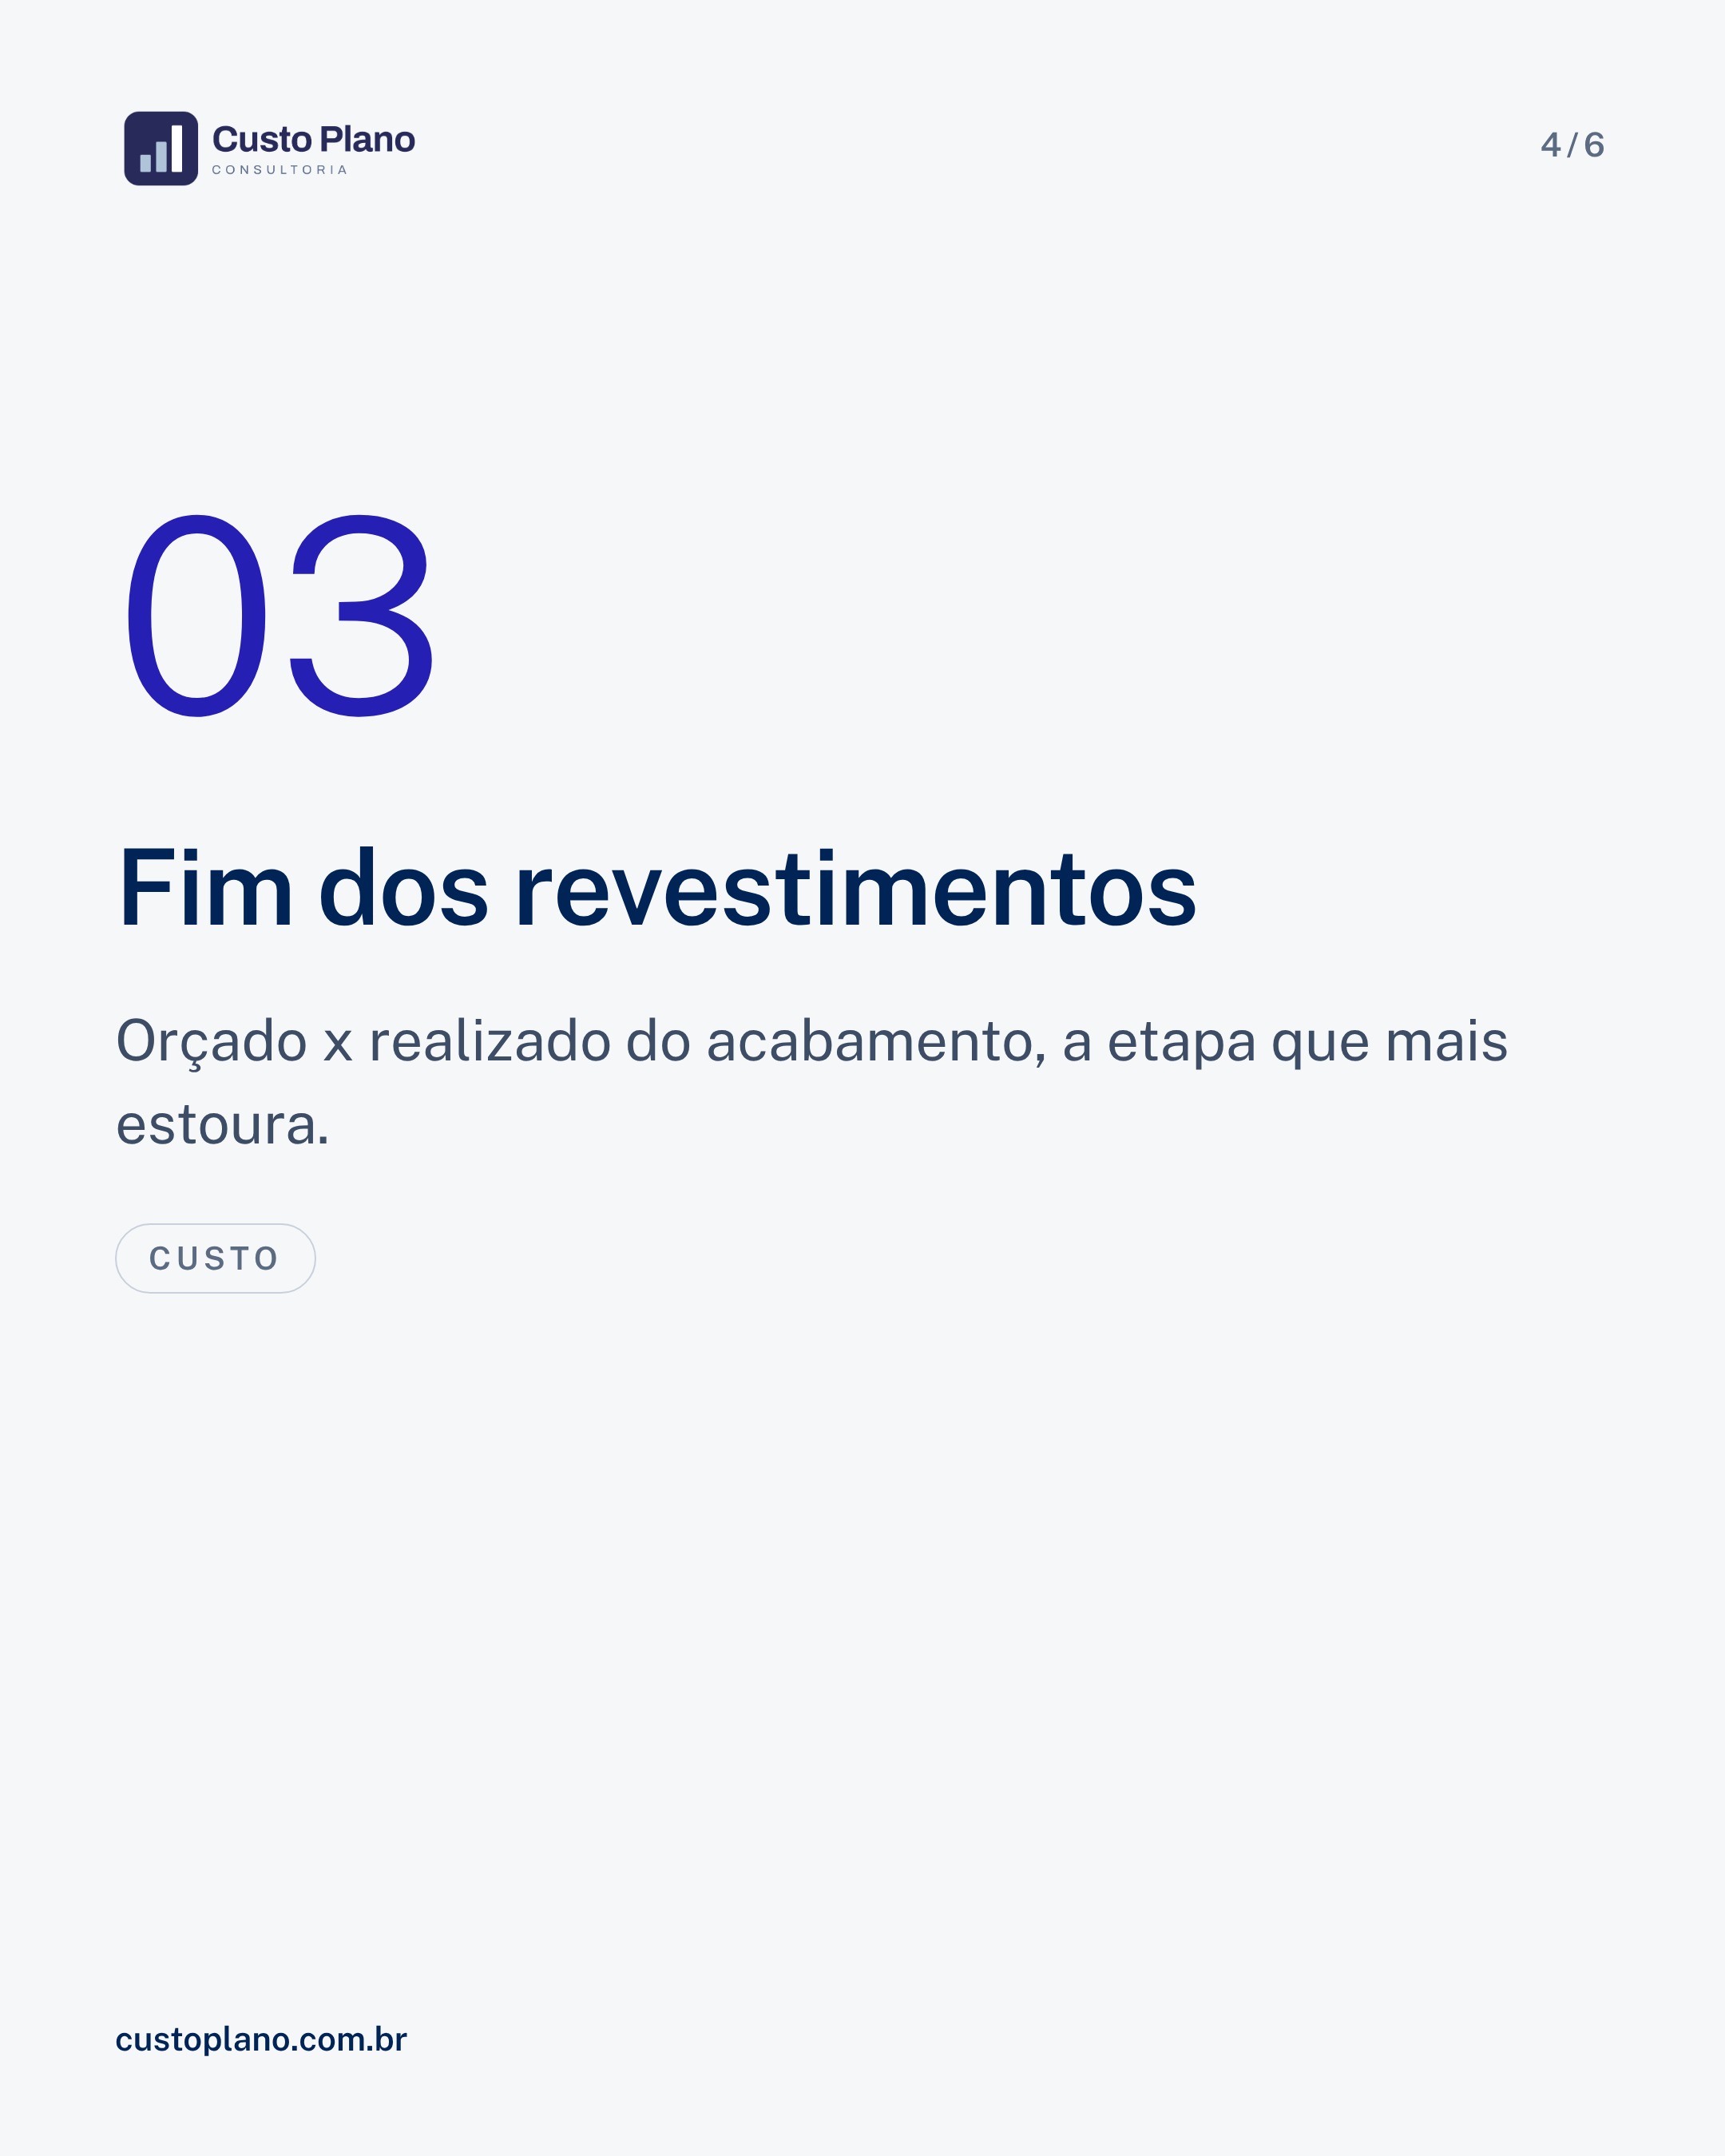 Custo Plano
CONSULTORIA
4/6
03
Fim dos revestimentos
Orçado x realizado do acabamento, a etapa que mais
estoura.
CUSTO
custoplano.com.br